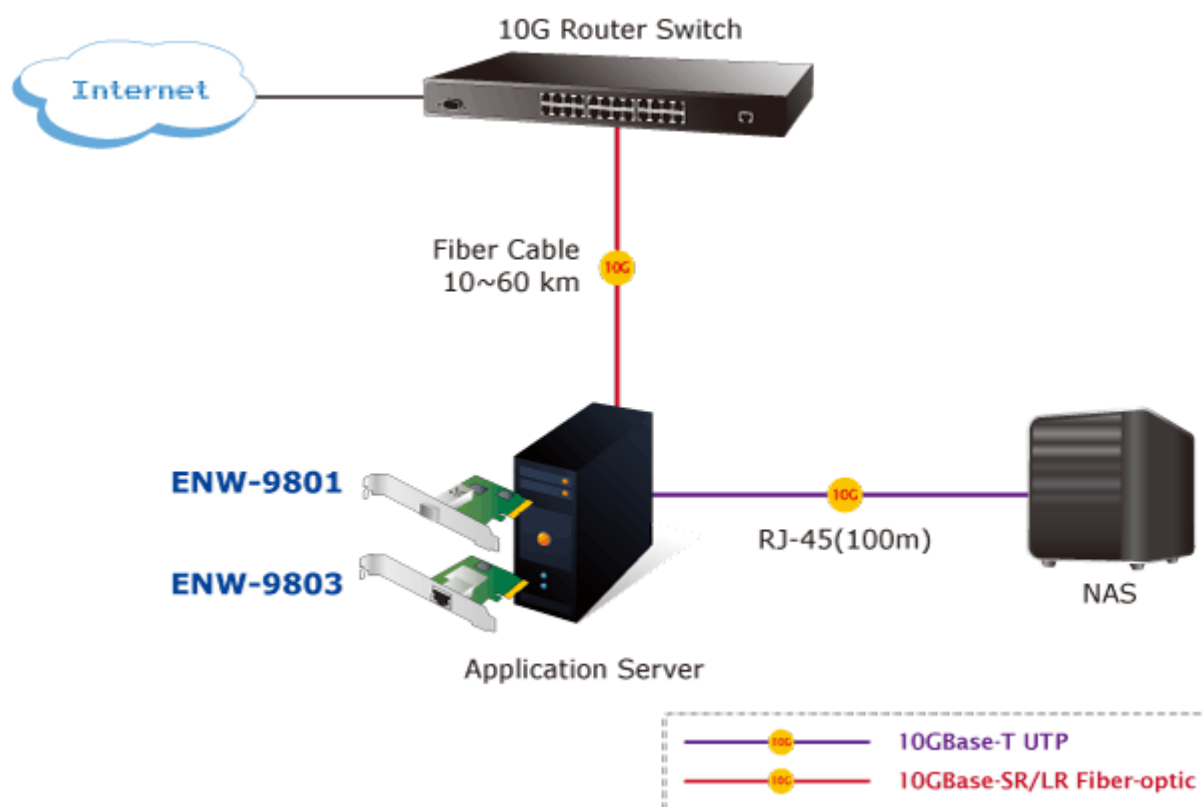 10G Router Switch
Internet
Fiber Cable
10~60 km
10G
ENW-9801
10G
RJ-45(100m)
ENW-9803
NAS
Application Server
10G
10GBase-T UTP
10G
10GBase-SR/LR Fiber-optic